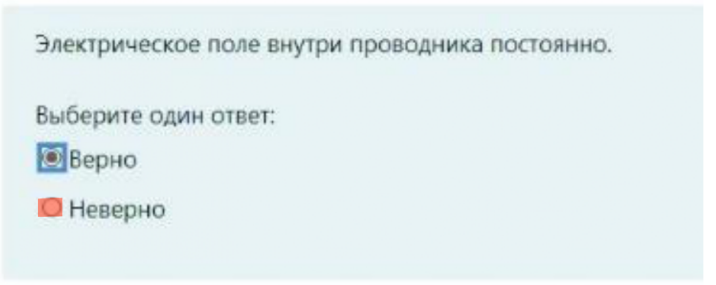 Электрическое поле внутри проводника постоянно.
Выберите один ответ:
Верно
Неверно